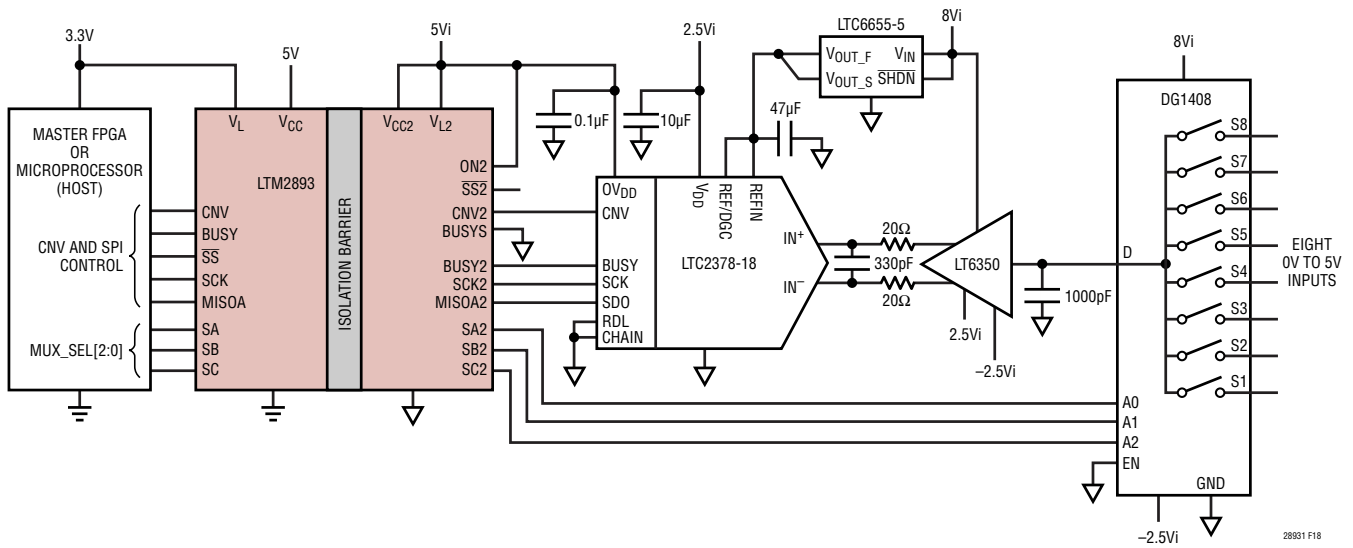 3.3V
5V
5Vi
2.5Vi
LTC6655-5
8Vi
VOUT_F
VIN
VOUT_S
SHDN
8Vi
DG1408
MASTER FPGA
OR
MICROPROCESSOR
(HOST)
CNV AND SPI
CONTROL
MUX_SEL[2:0]
VL
VCC
LTM2893
CNV
BUSY
SS
SCK
MISOA
SA
SB
SC
ISOLATION BARRIER
VCC2
VL2
ON2
SS2
CNV2
BUSYS
BUSY2
SCK2
MISOA2
SA2
SB2
SC2
0.1µF
10µF
47µF
OVDD
VDD
REF/DGC
REFIN
CNV
BUSY
SCK
SDO
RDL
CHAIN
LTC2378-18
IN+
IN−
20Ω
330pF
20Ω
LT6350
2.5Vi
–2.5Vi
1000pF
D
S8
S7
S6
S5
S4
S3
S2
S1
EIGHT
0V TO 5V
INPUTS
A0
A1
A2
EN
GND
–2.5Vi
28931 F18